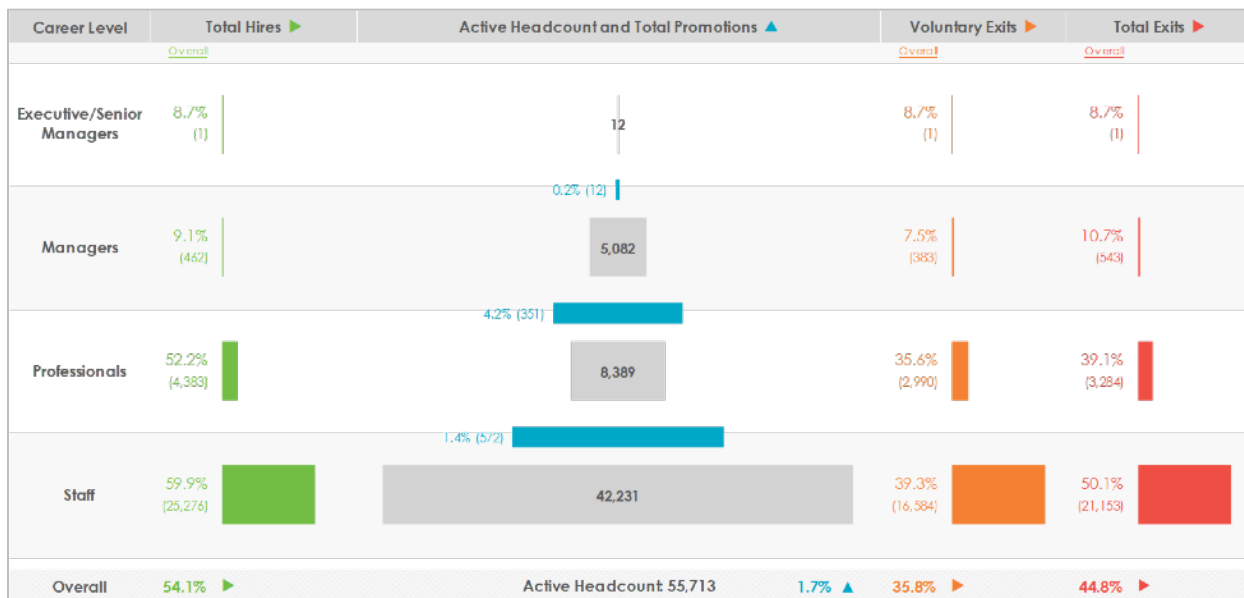 Career Level Total Hires ▶ Active Headcount and Total Promotions ▲ Voluntary Exits ▶ Total Exits ▶
Overall Overall Overall
Executive/Senior Managers 8.7% (1) 12 8.7% (1) 8.7% (1)
0.2% (12)
Managers 9.1% (462) 5,082 7.5% (383) 10.7% (543)
4.2% (351)
Professionals 52.2% (4,383) 8,389 35.6% (2,990) 39.1% (3,284)
1.4% (572)
Staff 59.9% (25,276) 42,231 39.3% (16,584) 50.1% (21,153)
Overall 54.1% ▶ Active Headcount: 55,713 1.7% ▲ 35.8% ▶ 44.8% ▶